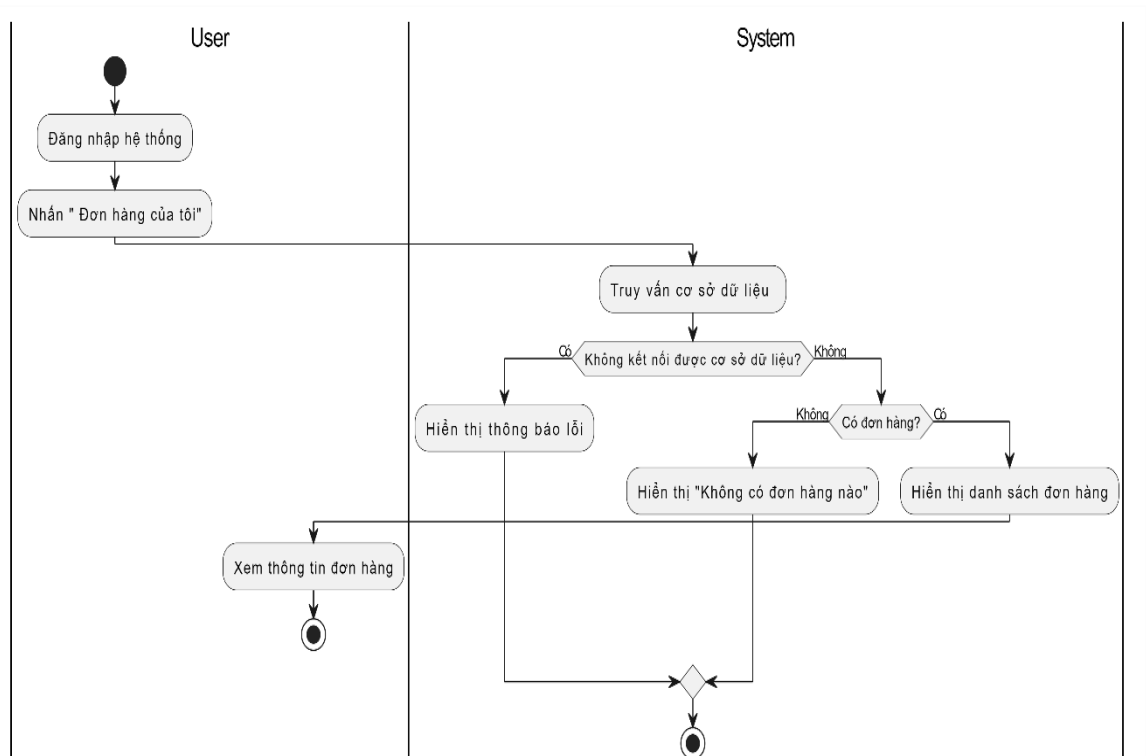 User
System
Đăng nhập hệ thống
Nhấn " Đơn hàng của tôi"
Truy vấn cơ sở dữ liệu
Có
Không kết nối được cơ sở dữ liệu?
Không
Hiển thị thông báo lỗi
Không
Có đơn hàng?
Có
Hiển thị "Không có đơn hàng nào"
Hiển thị danh sách đơn hàng
Xem thông tin đơn hàng